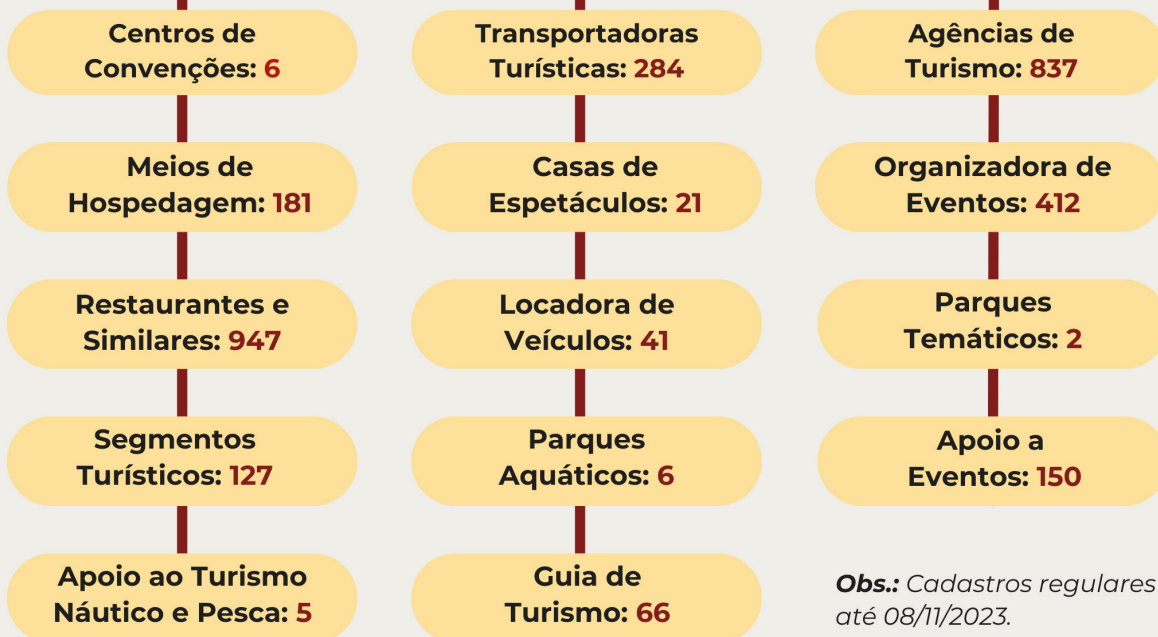 Centros de
Convenções: 6
Meios de
Hospedagem: 181
Restaurantes e
Similares: 947
Segmentos
Turísticos: 127
Apoio ao Turismo
Náutico e Pesca: 5
Transportadoras
Turísticas: 284
Casas de
Espetáculos: 21
Locadora de
Veículos: 41
Parques
Aquáticos: 6
Guia de
Turismo: 66
Agências de
Turismo: 837
Organizadora de
Eventos: 412
Parques
Temáticos: 2
Apoio a
Eventos: 150
Obs.: Cadastros regulares
até 08/11/2023.